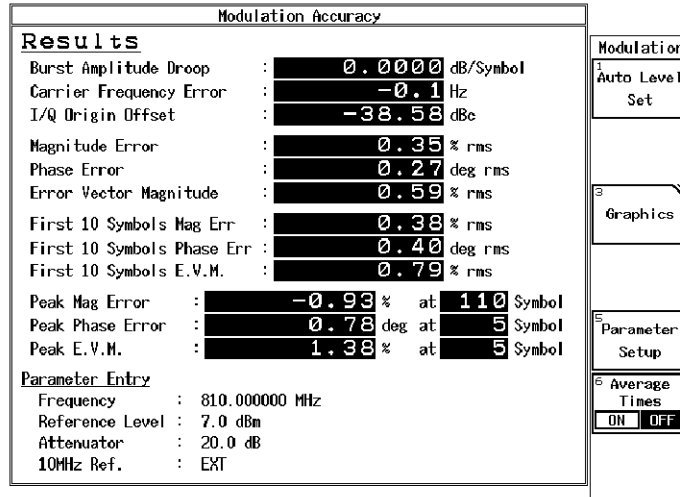 Modulation Accuracy
Results
Burst Amplitude Droop : 0.0000 dB/Symbol
Carrier Frequency Error : -0.1 Hz
I/Q Origin Offset : -38.58 dBc
Magnitude Error : 0.35 % rms
Phase Error : 0.27 deg rms
Error Vector Magnitude : 0.59 % rms
First 10 Symbols Mag Err : 0.38 % rms
First 10 Symbols Phase Err : 0.40 deg rms
First 10 Symbols E.V.M. : 0.79 % rms
Peak Mag Error : -0.93 % at 110 Symbol
Peak Phase Error : 0.78 deg at 5 Symbol
Peak E.V.M. : 1.38 % at 5 Symbol
Parameter Entry
Frequency : 810.000000 MHz
Reference Level : 7.0 dBm
Attenuator : 20.0 dB
10MHz Ref. : EXT
Modulation
1
Auto Level
Set
3
Graphics
5
Parameter
Setup
6 Average
Times
ON OFF